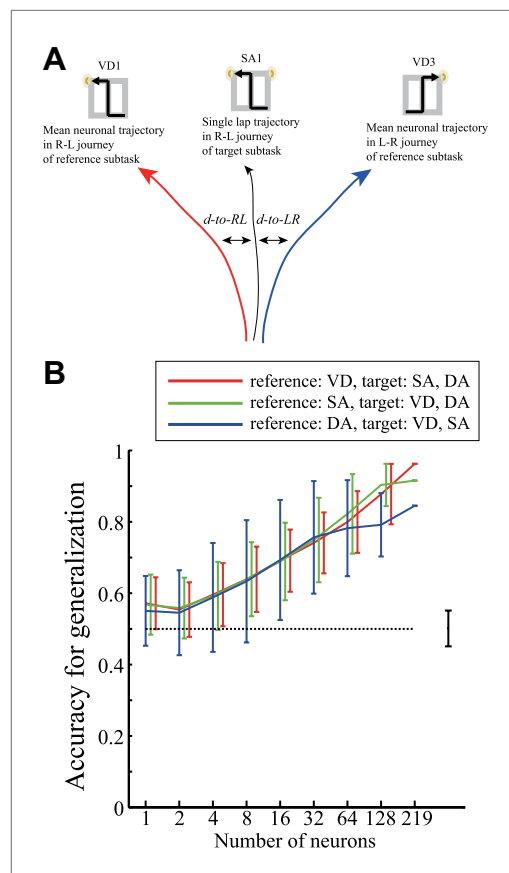 A
VD1
SA1
VD3
Mean neuronal trajectory
in R-L journey
of reference subtask
Single lap trajectory
in R-L journey
of target subtask
Mean neuronal trajectory
in L-R journey
of reference subtask
d-to-RL
d-to-LR
B
reference: VD, target: SA, DA
reference: SA, target: VD, DA
reference: DA, target: VD, SA
Accuracy for generalization
1
0.8
0.6
0.4
0.2
0
1 2 4 8 16 32 64 128 219
Number of neurons